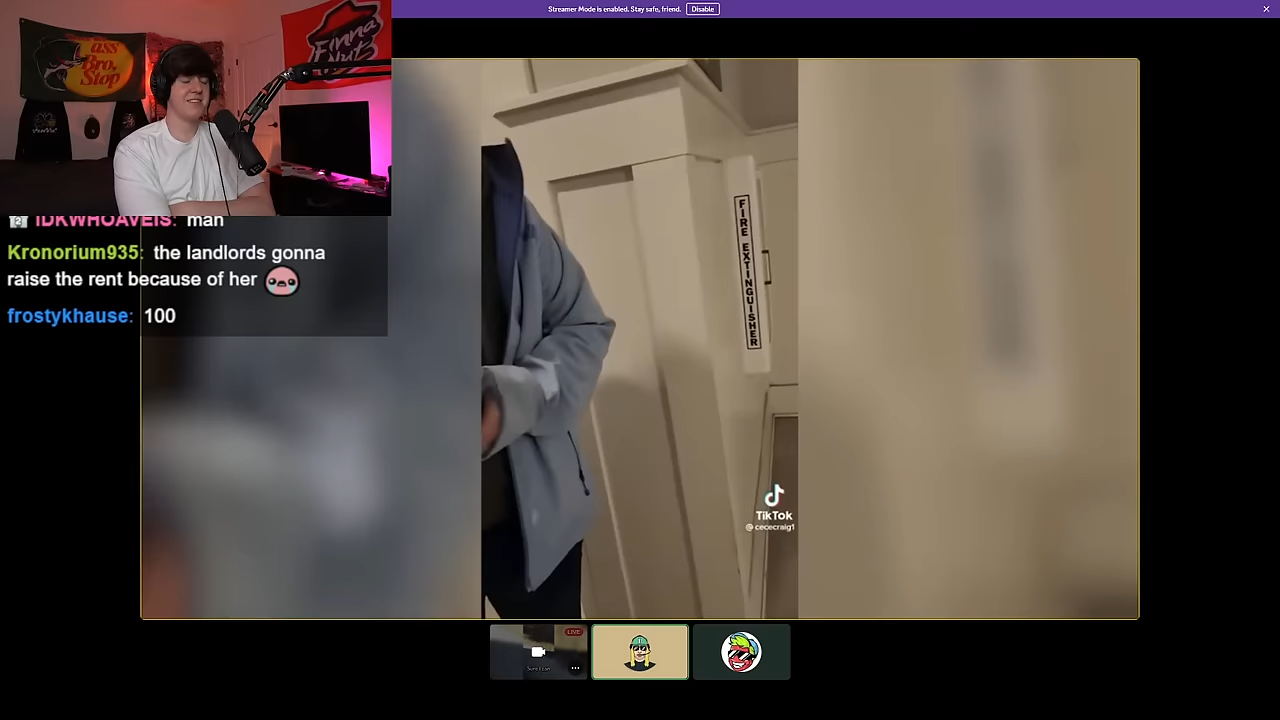 Streamer Mode is enabled. Stay safe, friend. Disable
ass
Bro,
Stop
Finna
Nut
IDKWHOAVEIS: man
Kronorium935: the landlords gonna
raise the rent because of her
frostykhause: 100
FIRE EXTINGUISHER
TikTok
@cececraig1
LIVE